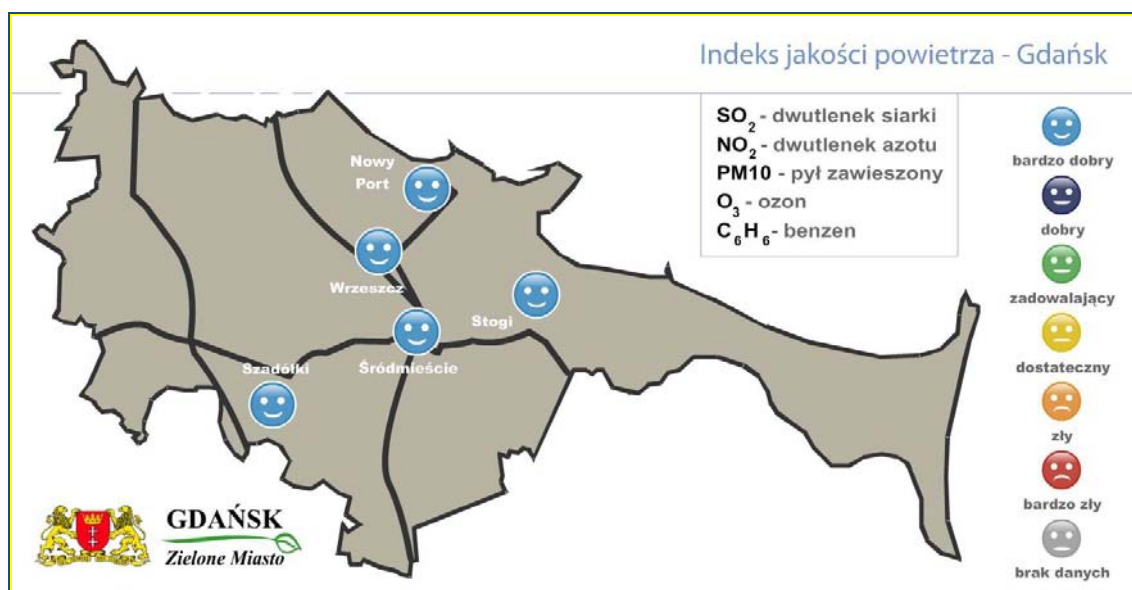 Indeks jakości powietrza - Gdańsk
SO2 - dwutlenek siarki
NO2 - dwutlenek azotu
PM10 - pył zawieszony
O3 - ozon
C6H6- benzen
bardzo dobry
dobry
zadowalający
dostateczny
zły
bardzo zły
brak danych
Nowy
Port
Wrzeszcz
Stogi
Śródmieście
Szadółki
GDAŃSK
Zielone Miasto